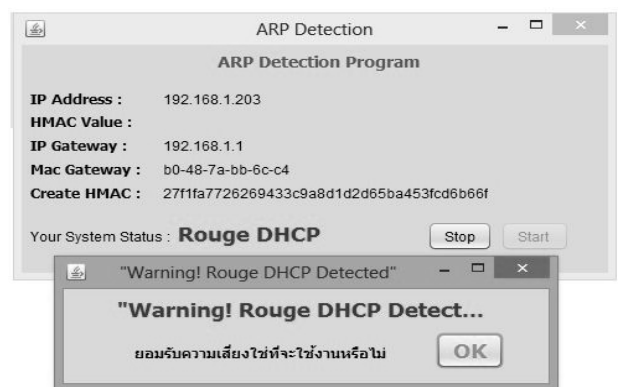 ARP Detection
ARP Detection Program
IP Address : 192.168.1.203
HMAC Value :
IP Gateway : 192.168.1.1
Mac Gateway : b0-48-7a-bb-6c-c4
Create HMAC : 27f1fa7726269433c9a8d1d2d65ba453fcd6b66f
Your System Status : Rouge DHCP Stop Start
"Warning! Rouge DHCP Detected"
"Warning! Rouge DHCP Detect...
ยอมรับความเสี่ยงใช่ที่จะใช้งานหรือไม่ OK